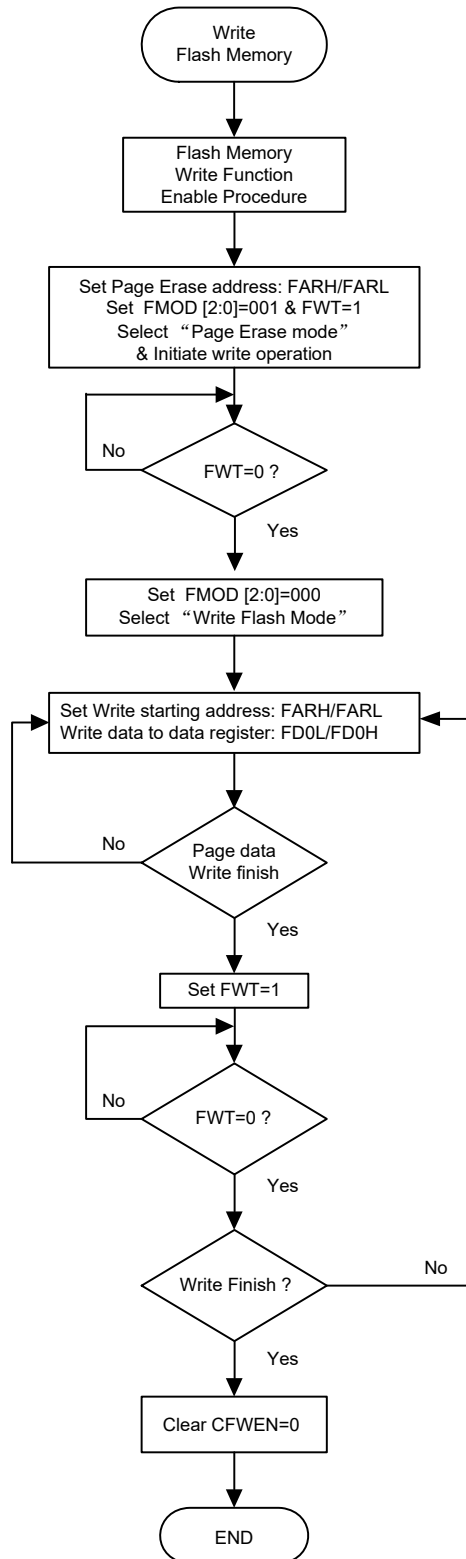 Write
Flash Memory
Flash Memory
Write Function
Enable Procedure
Set Page Erase address: FARH/FARL
Set FMOD [2:0]=001 & FWT=1
Select “Page Erase mode”
& Initiate write operation
No
FWT=0 ?
Yes
Set FMOD [2:0]=000
Select “Write Flash Mode”
Set Write starting address: FARH/FARL
Write data to data register: FD0L/FD0H
No
Page data
Write finish
Yes
Set FWT=1
No
FWT=0 ?
Yes
Write Finish ?
No
Yes
Clear CFWEN=0
END